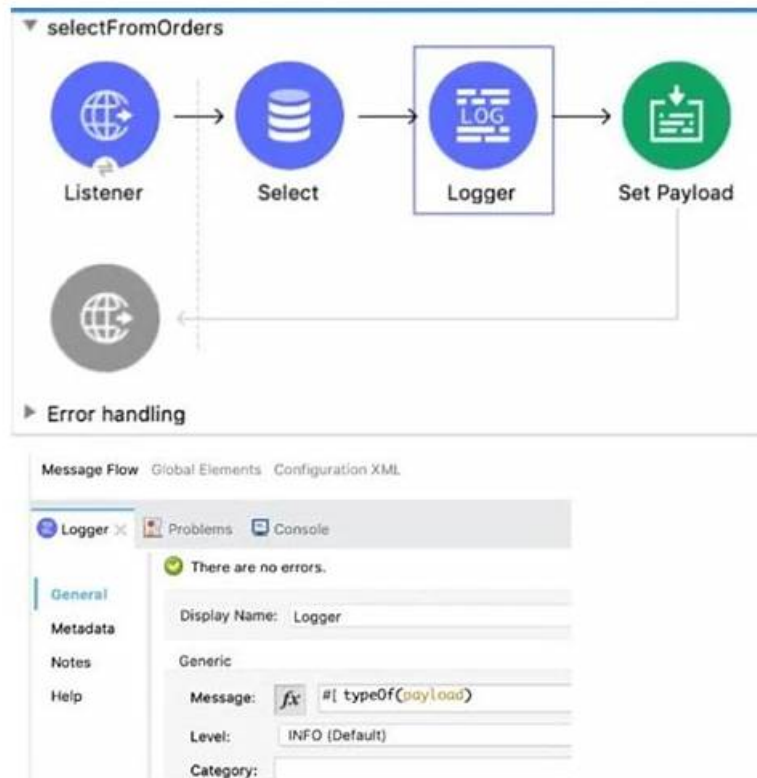 selectFromOrders
LOG
Listener
Select
Logger
Set Payload
Error handling
Message Flow Global Elements Configuration XML
Logger Problems Console
There are no errors.
General
Display Name: Logger
Metadata
Notes
Generic
Help
Message: fx #[ typeOf(payload)
Level: INFO (Default)
Category: